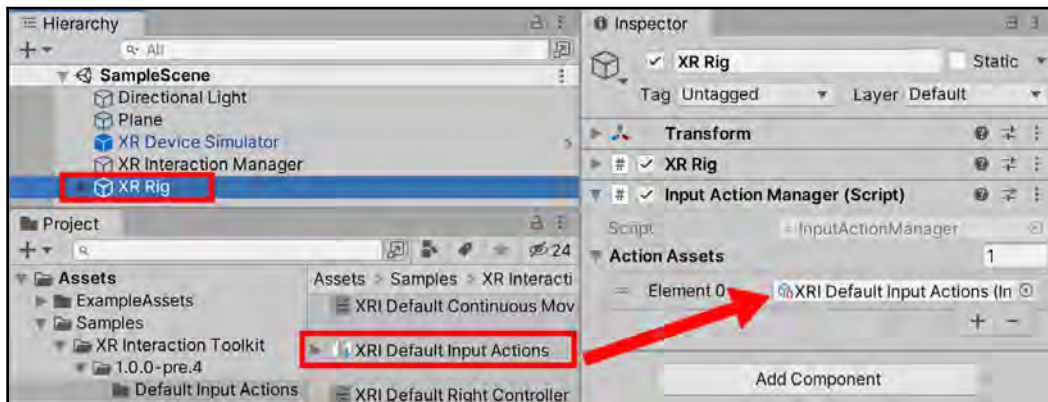 Hierarchy
All
SampleScene
Directional Light
Plane
XR Device Simulator
XR Interaction Manager
XR Rig
Project
24
Assets
ExampleAssets
Samples
XR Interaction Toolkit
1.0.0-pre.4
Default Input Actions
Assets > Samples > XR Interacti
XRI Default Continuous Mov
XRI Default Input Actions
XRI Default Right Controller
Inspector
XR Rig Static
Tag Untagged Layer Default
Transform
XR Rig
Input Action Manager (Script)
Script InputActionManager
Action Assets 1
Element 0 XRI Default Input Actions (In
+ -
Add Component